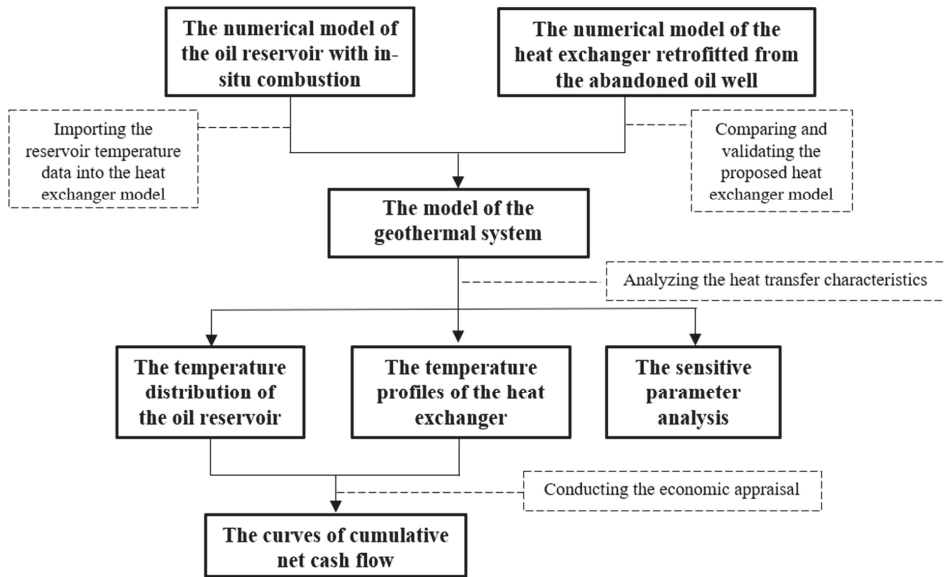 The numerical model of
the oil reservoir with in-
situ combustion
The numerical model of the
heat exchanger retrofitted from
the abandoned oil well
Importing the
reservoir temperature
data into the heat
exchanger model
Comparing and
validating the
proposed heat
exchanger model
The model of the
geothermal system
Analyzing the heat transfer characteristics
The temperature
distribution of
the oil reservoir
The temperature
profiles of the heat
exchanger
The sensitive
parameter
analysis
Conducting the economic appraisal
The curves of cumulative
net cash flow